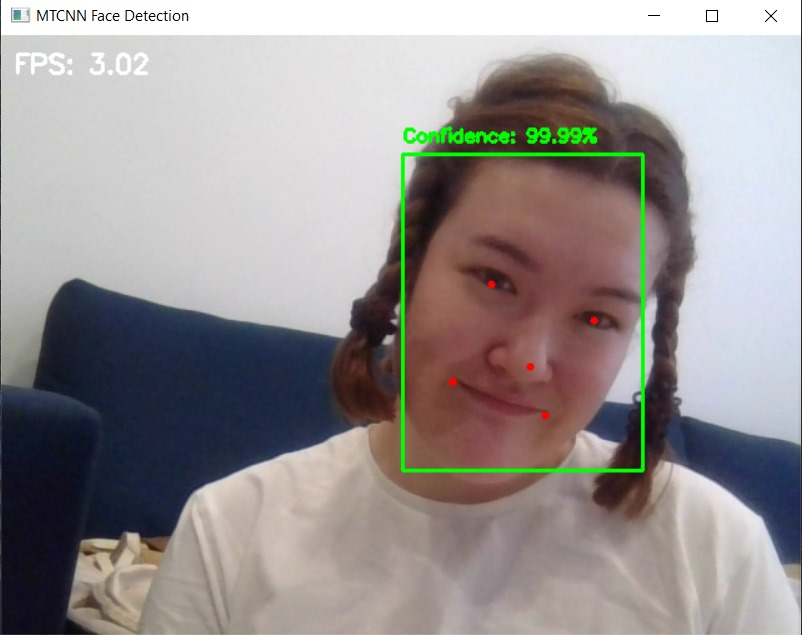 MTCNN Face Detection
FPS: 3.02
Confidence: 99.99%